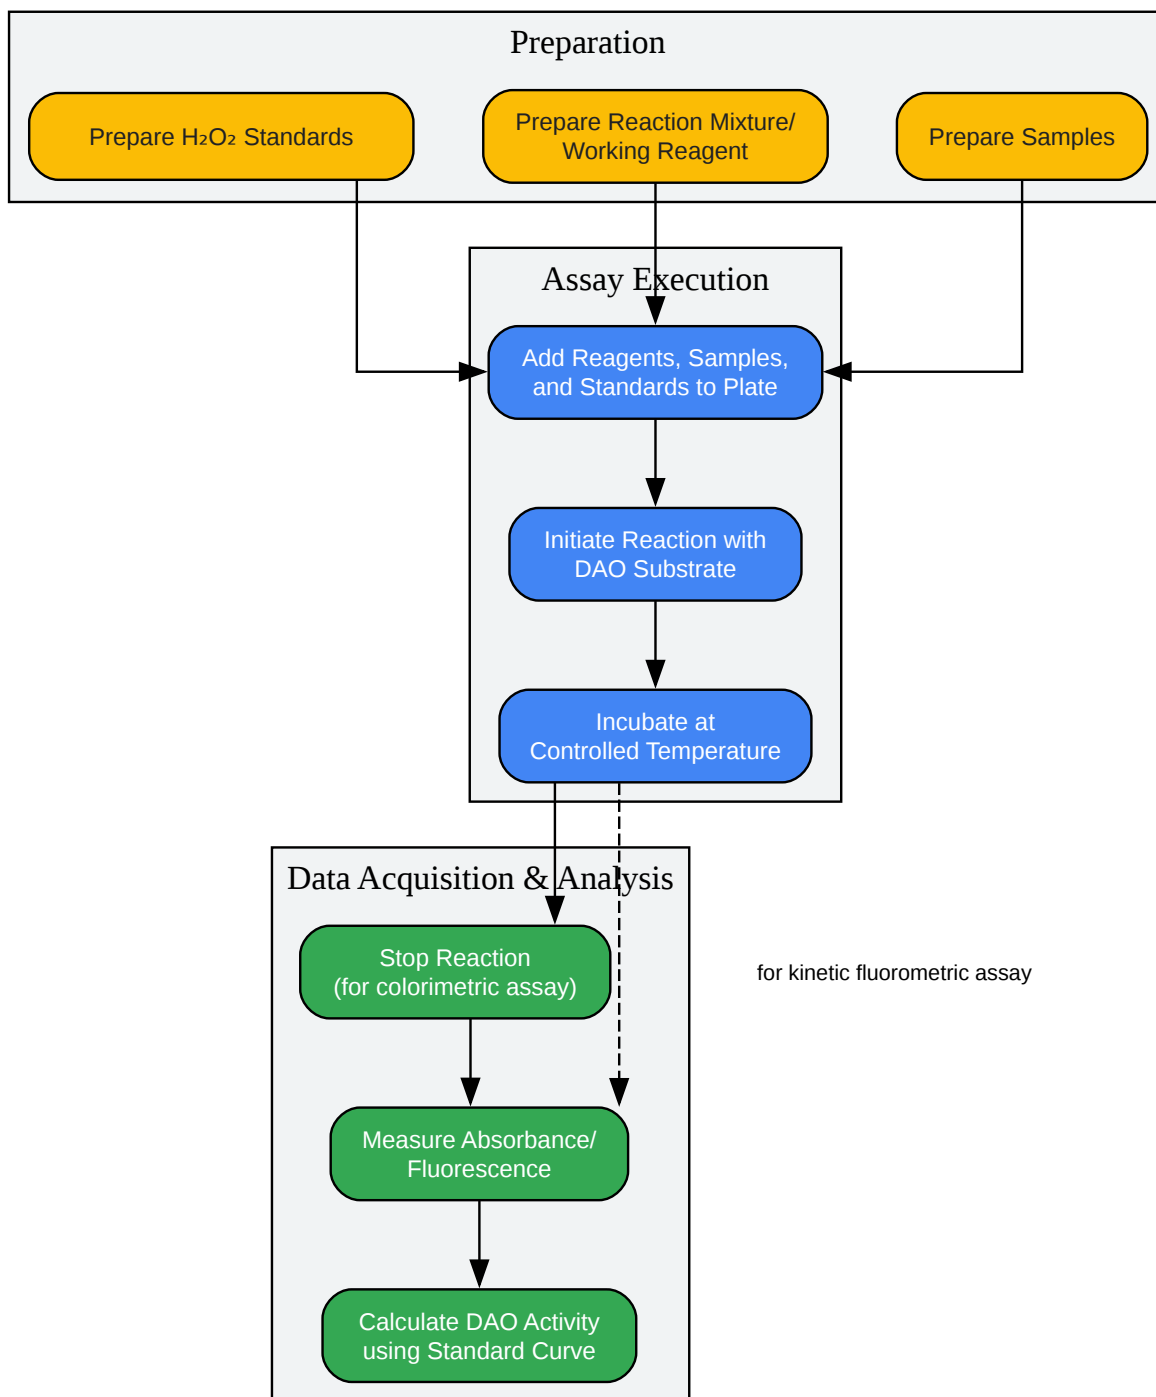 Preparation
Prepare H₂O₂ Standards
Prepare Reaction Mixture/
Working Reagent
Prepare Samples
Assay Execution
Add Reagents, Samples,
and Standards to Plate
Initiate Reaction with
DAO Substrate
Incubate at
Controlled Temperature
Data Acquisition & Analysis
Stop Reaction
(for colorimetric assay)
for kinetic fluorometric assay
Measure Absorbance/
Fluorescence
Calculate DAO Activity
using Standard Curve